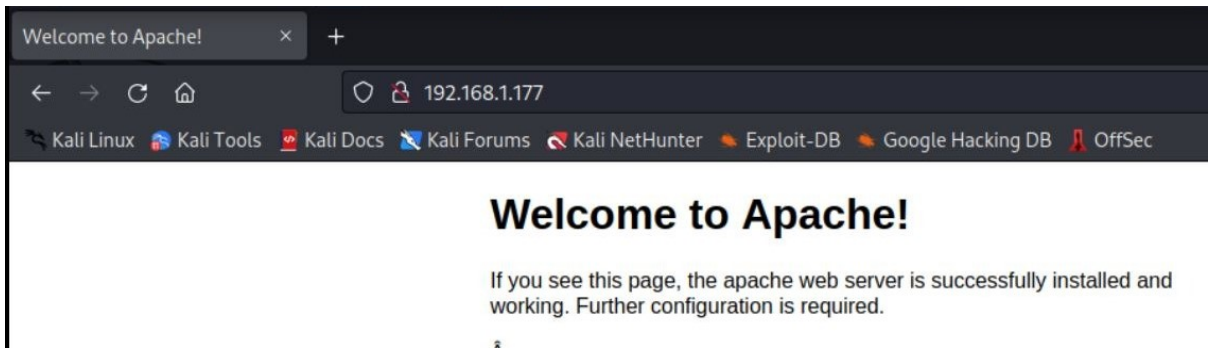 Welcome to Apache!
192.168.1.177
Kali Linux Kali Tools Kali Docs Kali Forums Kali NetHunter Exploit-DB Google Hacking DB OffSec
Welcome to Apache!
If you see this page, the apache web server is successfully installed and
working. Further configuration is required.